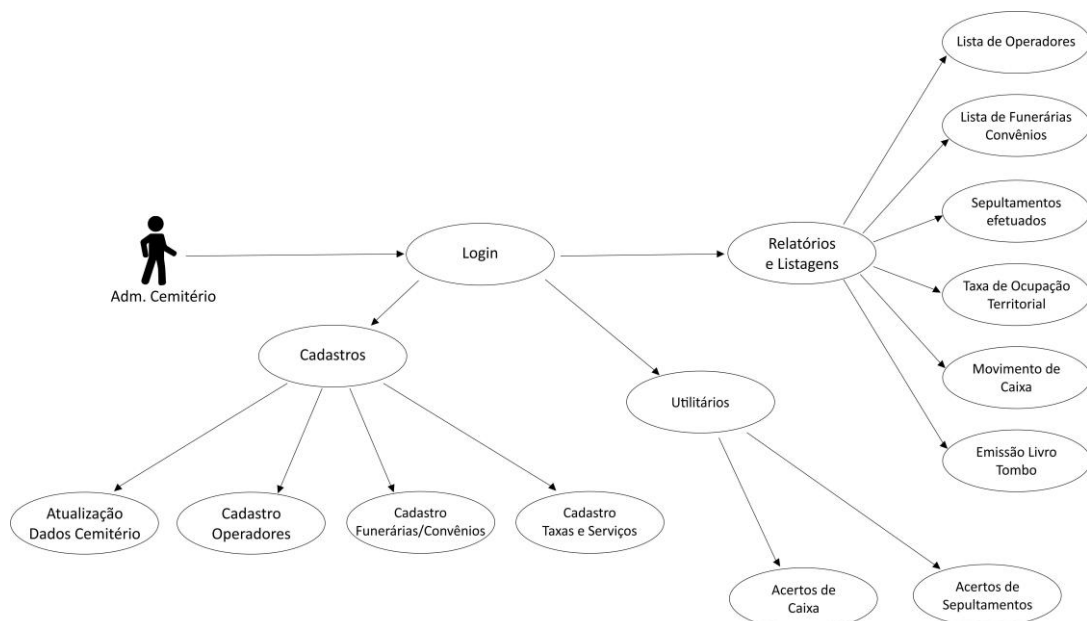 Lista de Operadores
Lista de Funerárias
Convênios
Sepultamentos
efetuados
Login
Relatórios
e Listagens
Adm. Cemitério
Taxa de Ocupação
Territorial
Cadastros
Movimento de
Caixa
Utilitários
Emissão Livro
Tombo
Atualização
Dados Cemitério
Cadastro
Operadores
Cadastro
Funerárias/Convênios
Cadastro
Taxas e Serviços
Acertos de
Caixa
Acertos de
Sepultamentos